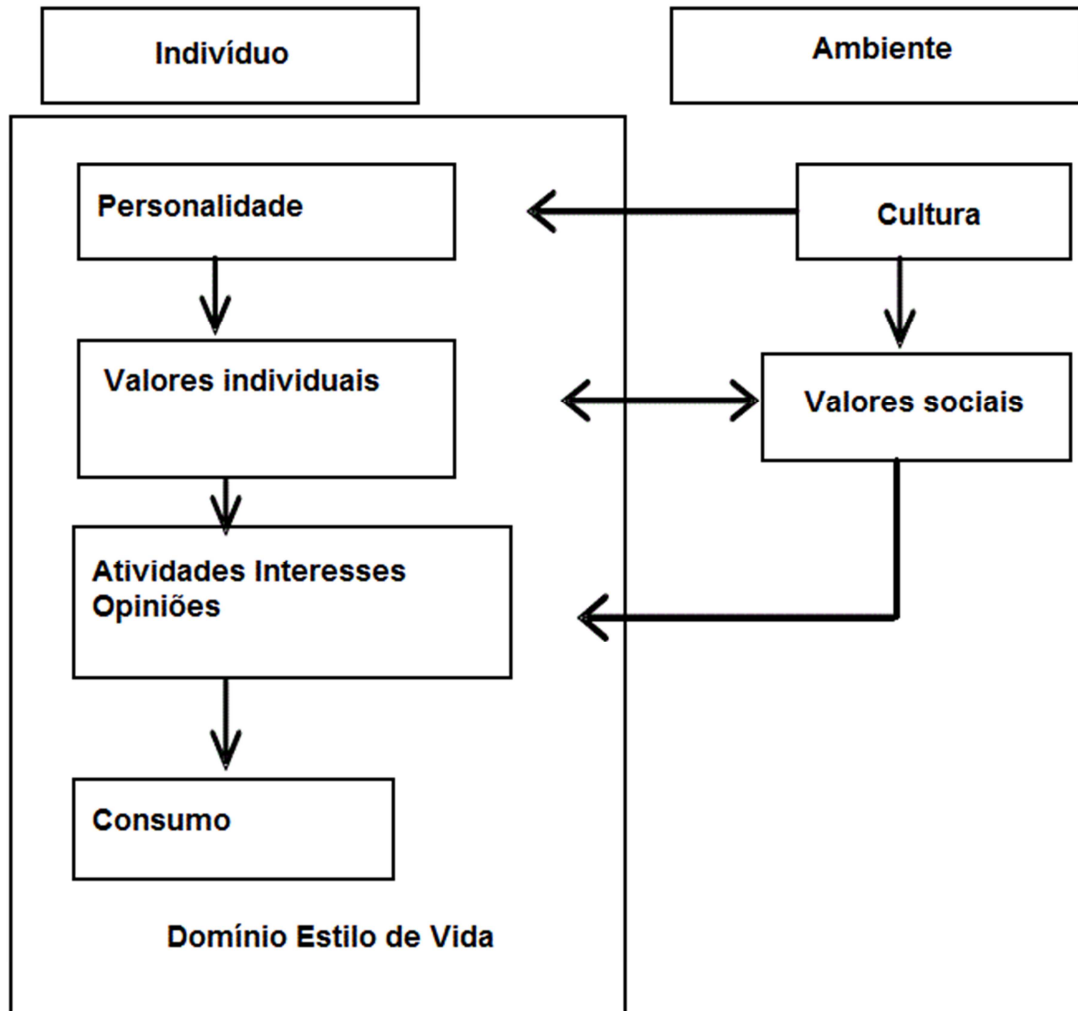 Indivíduo
Ambiente
Personalidade
Cultura
Valores individuais
Valores sociais
Atividades Interesses
Opiniões
Consumo
Domínio Estilo de Vida